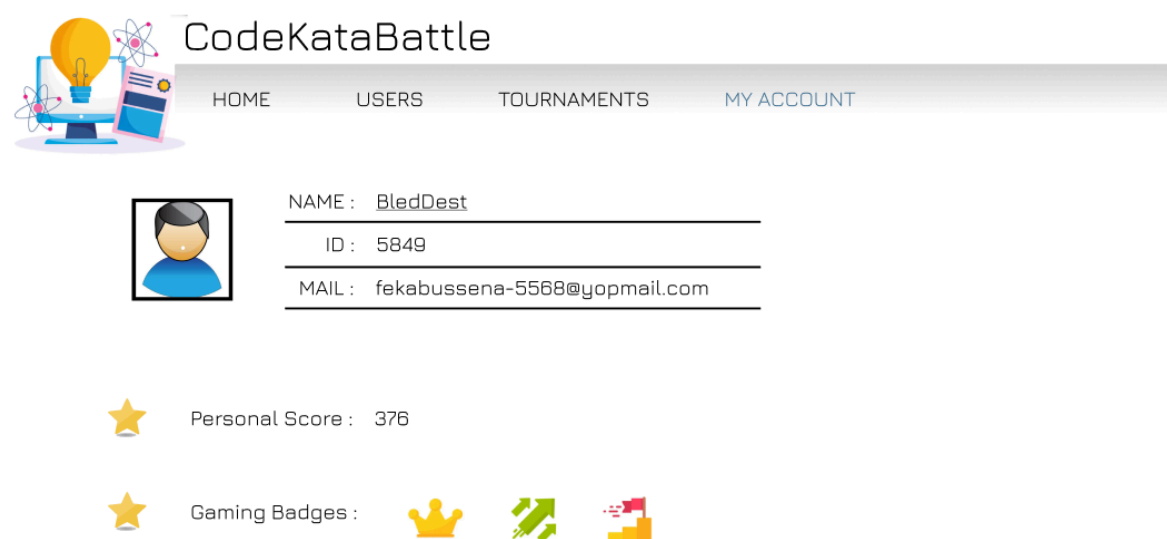 CodeKataBattle
HOME USERS TOURNAMENTS MY ACCOUNT
NAME : BledDest
ID : 5849
MAIL : fekabussena-5568@yopmail.com
Personal Score : 376
Gaming Badges :